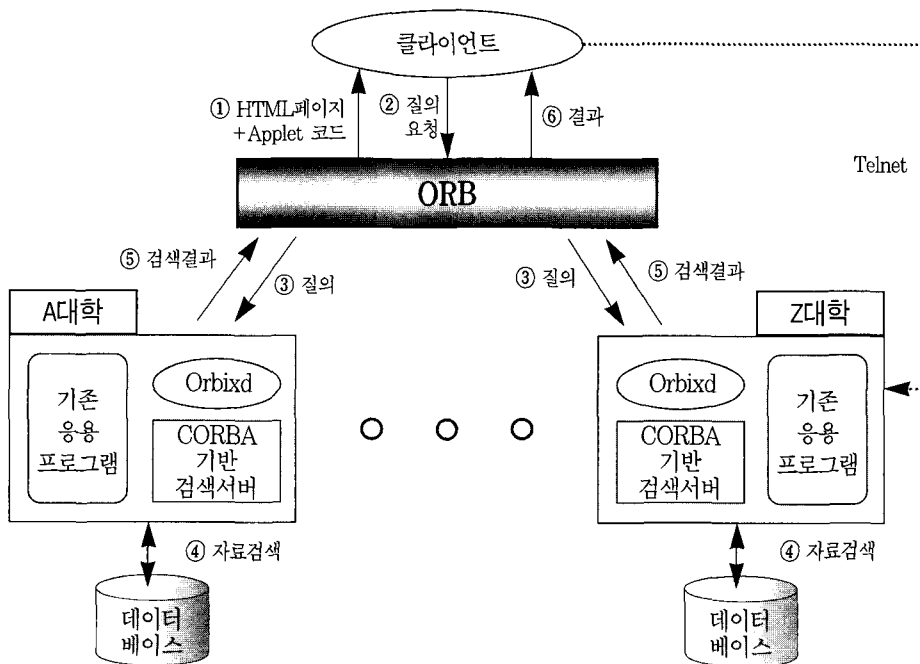 클라이언트
① HTML페이지
+Applet 코드
② 질의
요청
⑥ 결과
Telnet
ORB
⑤ 검색결과
③ 질의
③ 질의
⑤ 검색결과
A대학
기존
응용
프로그램
Orbixd
CORBA
기반
검색서버
Z대학
Orbixd
CORBA
기반
검색서버
기존
응용
프로그램
④ 자료검색
④ 자료검색
데이터
베이스
데이터
베이스